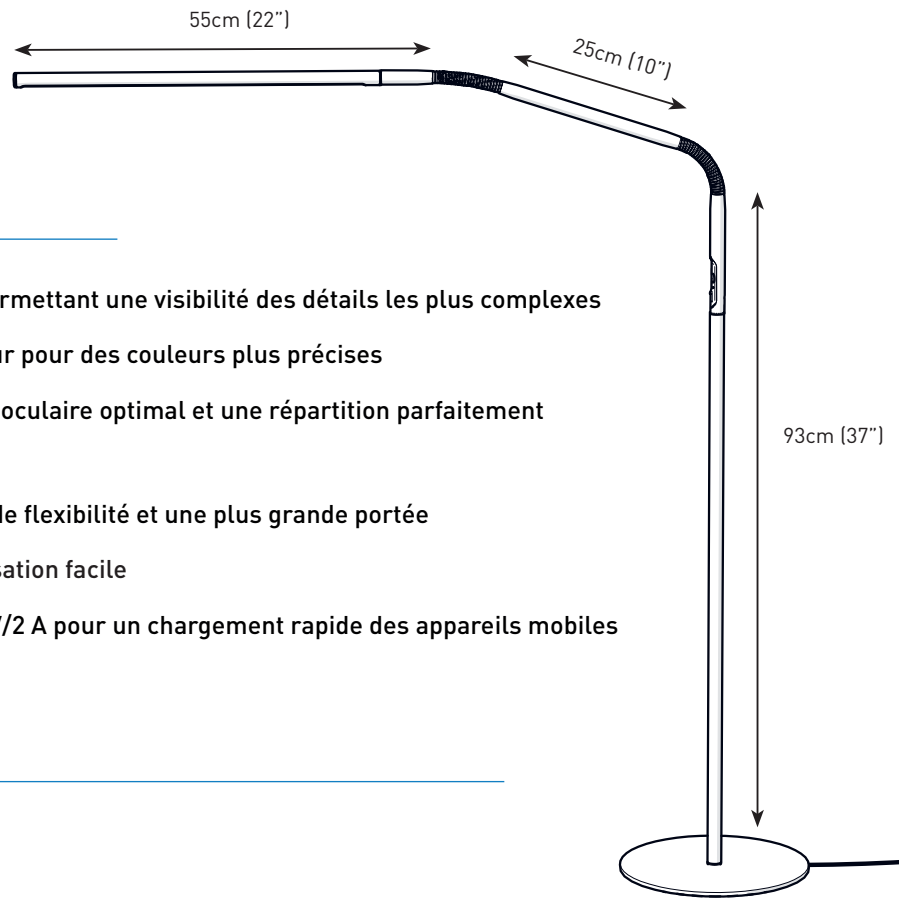 55cm (22”)
25cm (10”)
rmettant une visibilité des détails les plus complexes
ur pour des couleurs plus précises
oculaire optimal et une répartition parfaitement
93cm (37”)
de flexibilité et une plus grande portée
sation facile
V/2 A pour un chargement rapide des appareils mobiles